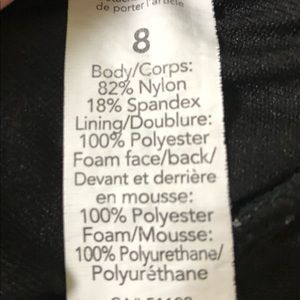 de porter l'article
8
Body/Corps:
82% Nylon
18% Spandex
Lining/Doublure:
100% Polyester
Foam face/back/
Devant et derrière
en mousse:
100% Polyester
Foam/Mousse:
100% Polyurethane/
Polyuréthane